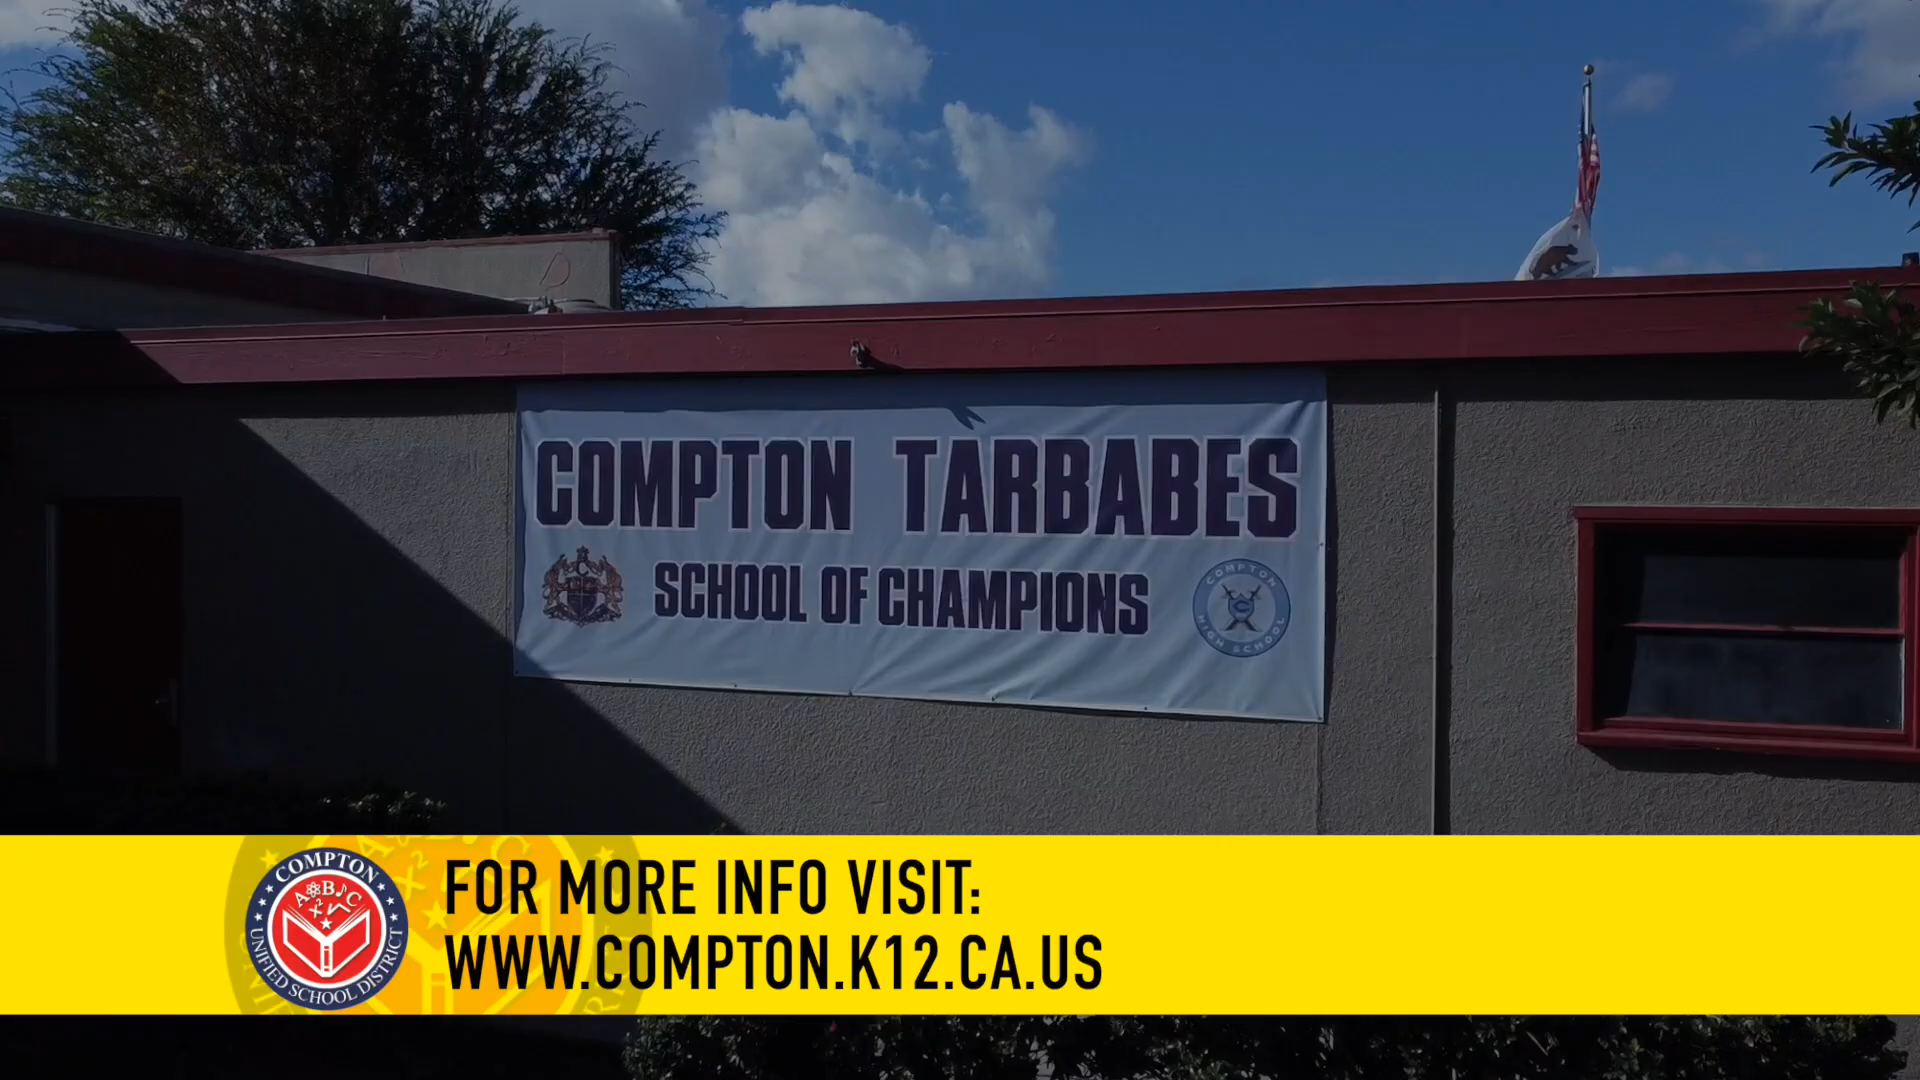 COMPTON TARBABES
SCHOOL OF CHAMPIONS
COMPTON
HIGH SCHOOL
C
FOR MORE INFO VISIT:
WWW.COMPTON.K12.CA.US
COMPTON
A B C
X²
UNIFIED SCHOOL DISTRICT